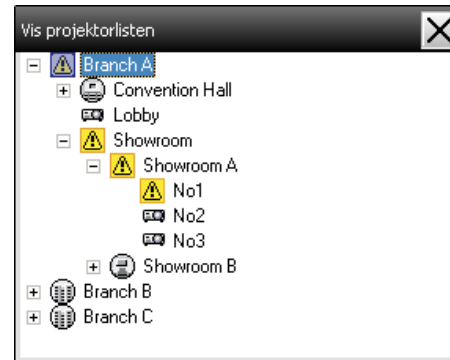 Vis projektorlisten
Branch A
Convention Hall
Lobby
Showroom
Showroom A
No1
No2
No3
Showroom B
Branch B
Branch C